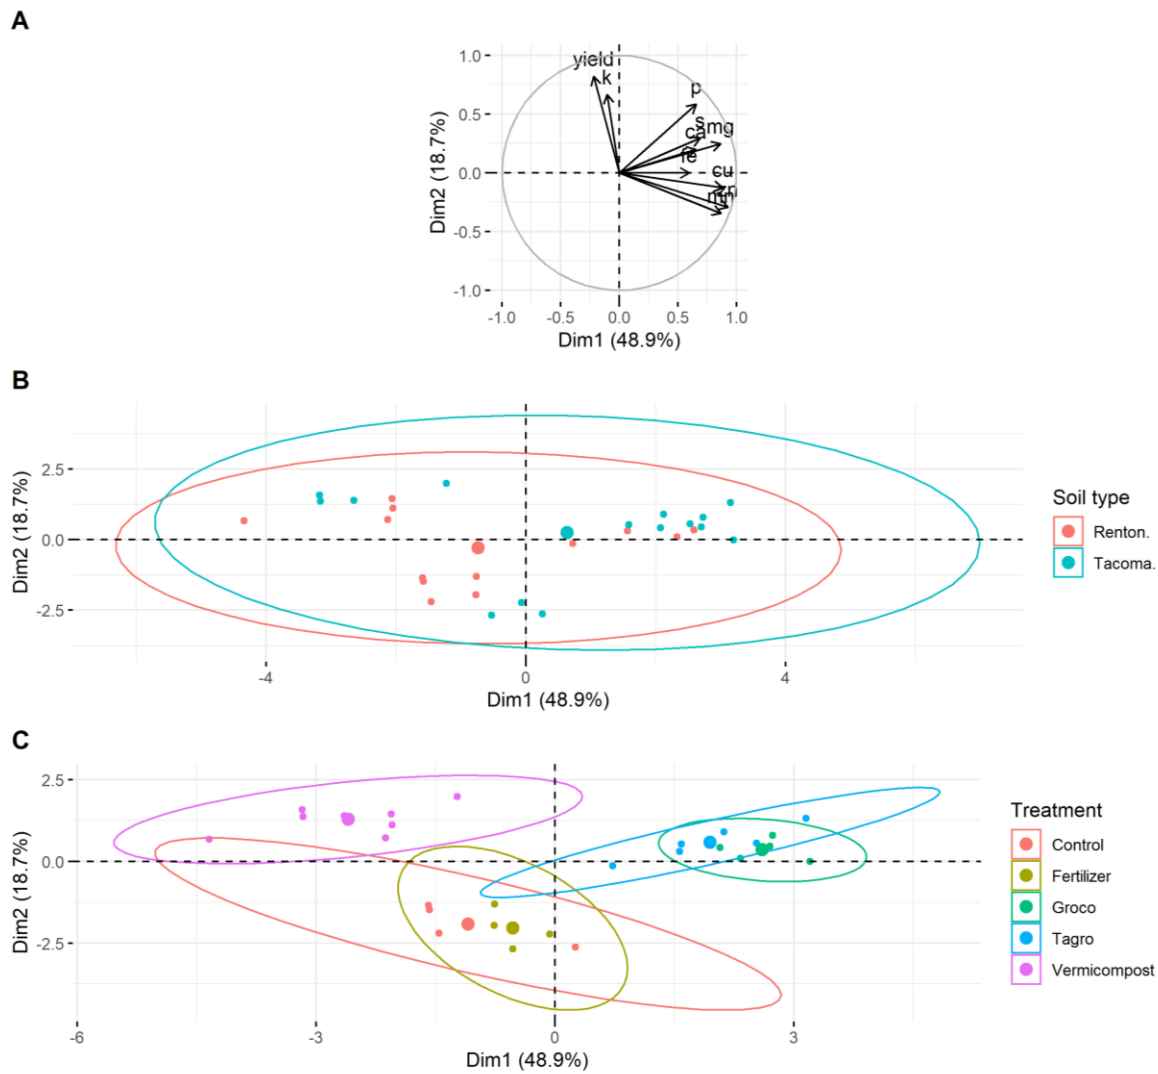 A
1.0
0.5
0.0
-0.5
-1.0
Dim2 (18.7%)
yield
k
p
s
mg
ca
fe
cu
zn
mn
-1.0 -0.5 0.0 0.5 1.0
Dim1 (48.9%)
B
2.5
0.0
-2.5
Dim2 (18.7%)
-4 0 4
Dim1 (48.9%)
Soil type
Renton.
Tacoma.
C
2.5
0.0
-2.5
Dim2 (18.7%)
-6 -3 0 3
Dim1 (48.9%)
Treatment
Control
Fertilizer
Groco
Tagro
Vermicompost